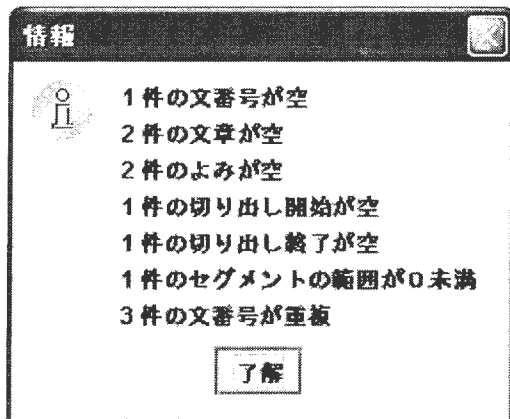 情報
1件の文番号が空
2件の文章が空
2件のよみが空
1件の切り出し開始が空
1件の切り出し終了が空
1件のセグメントの範囲が0未満
3件の文番号が重複
了解